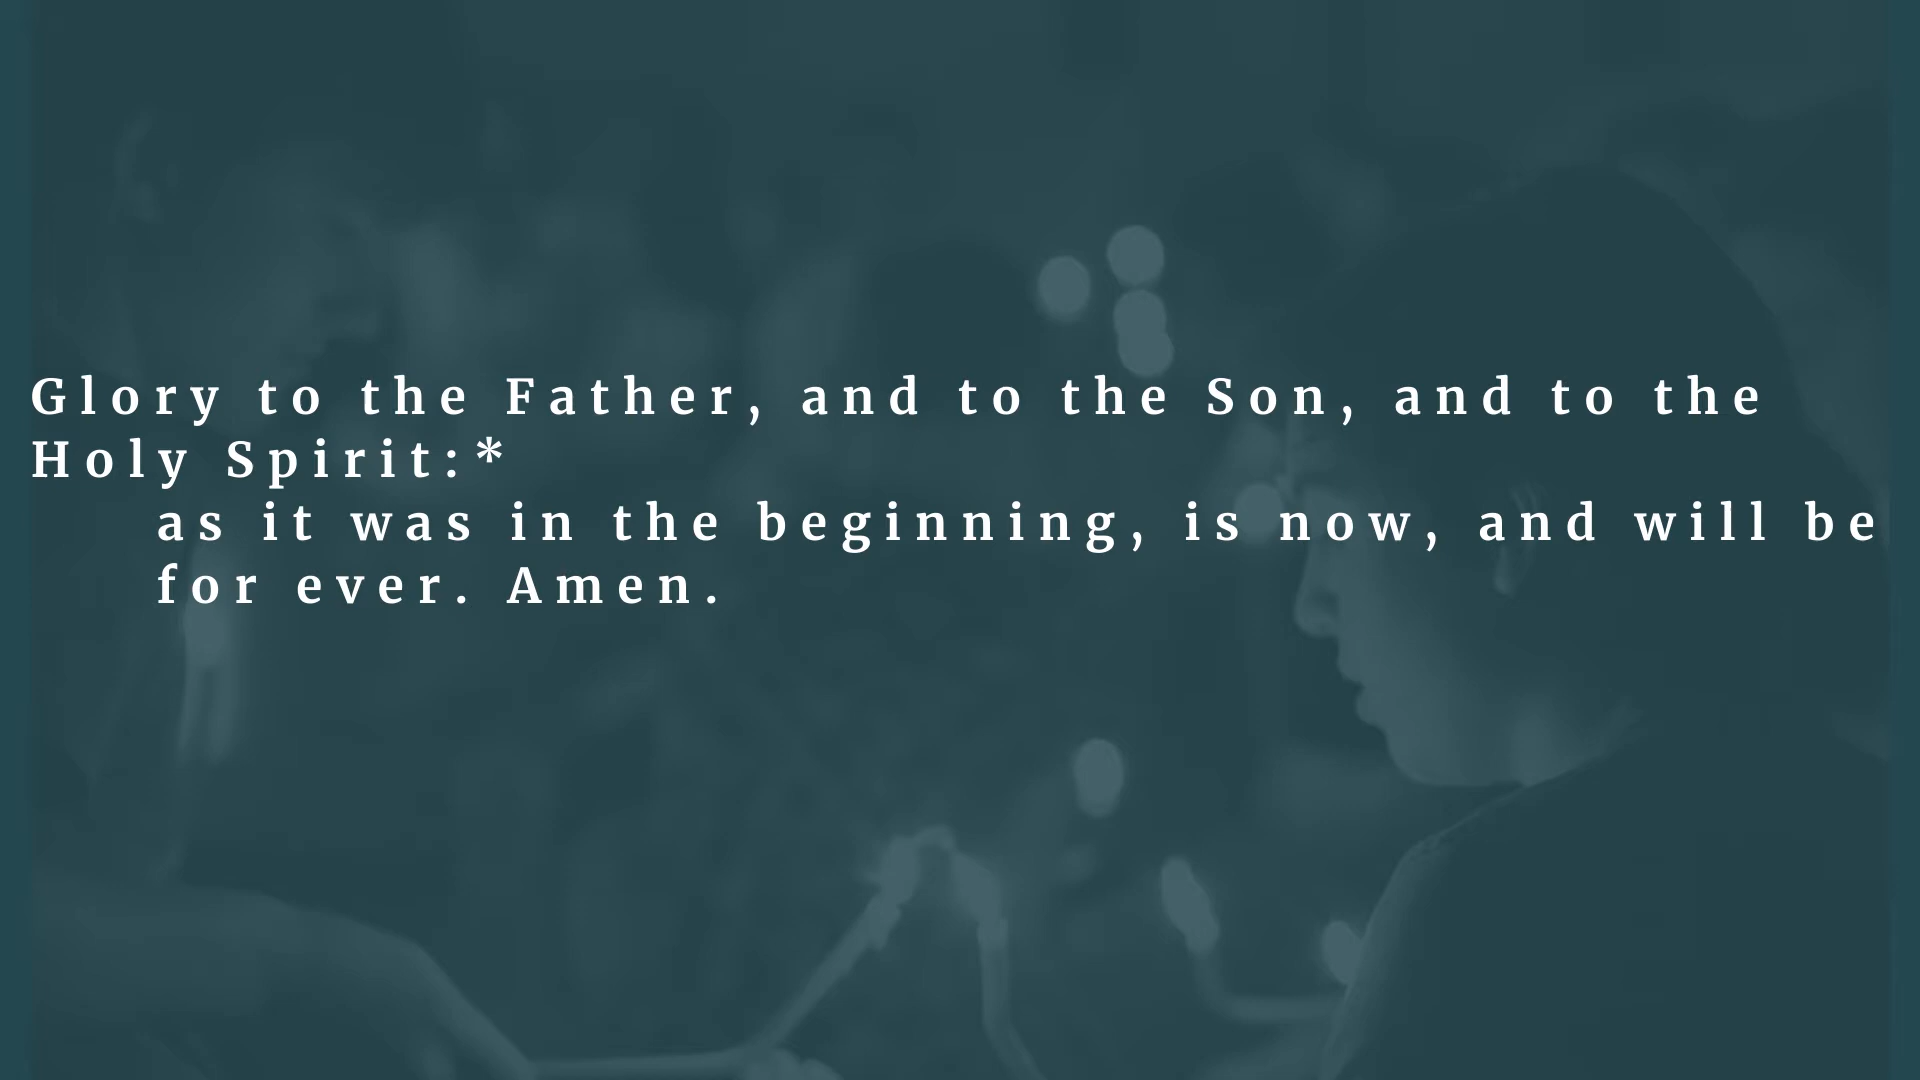 Glory to the Father, and to the Son, and to the
Holy Spirit:*
as it was in the beginning, is now, and will be
for ever. Amen.